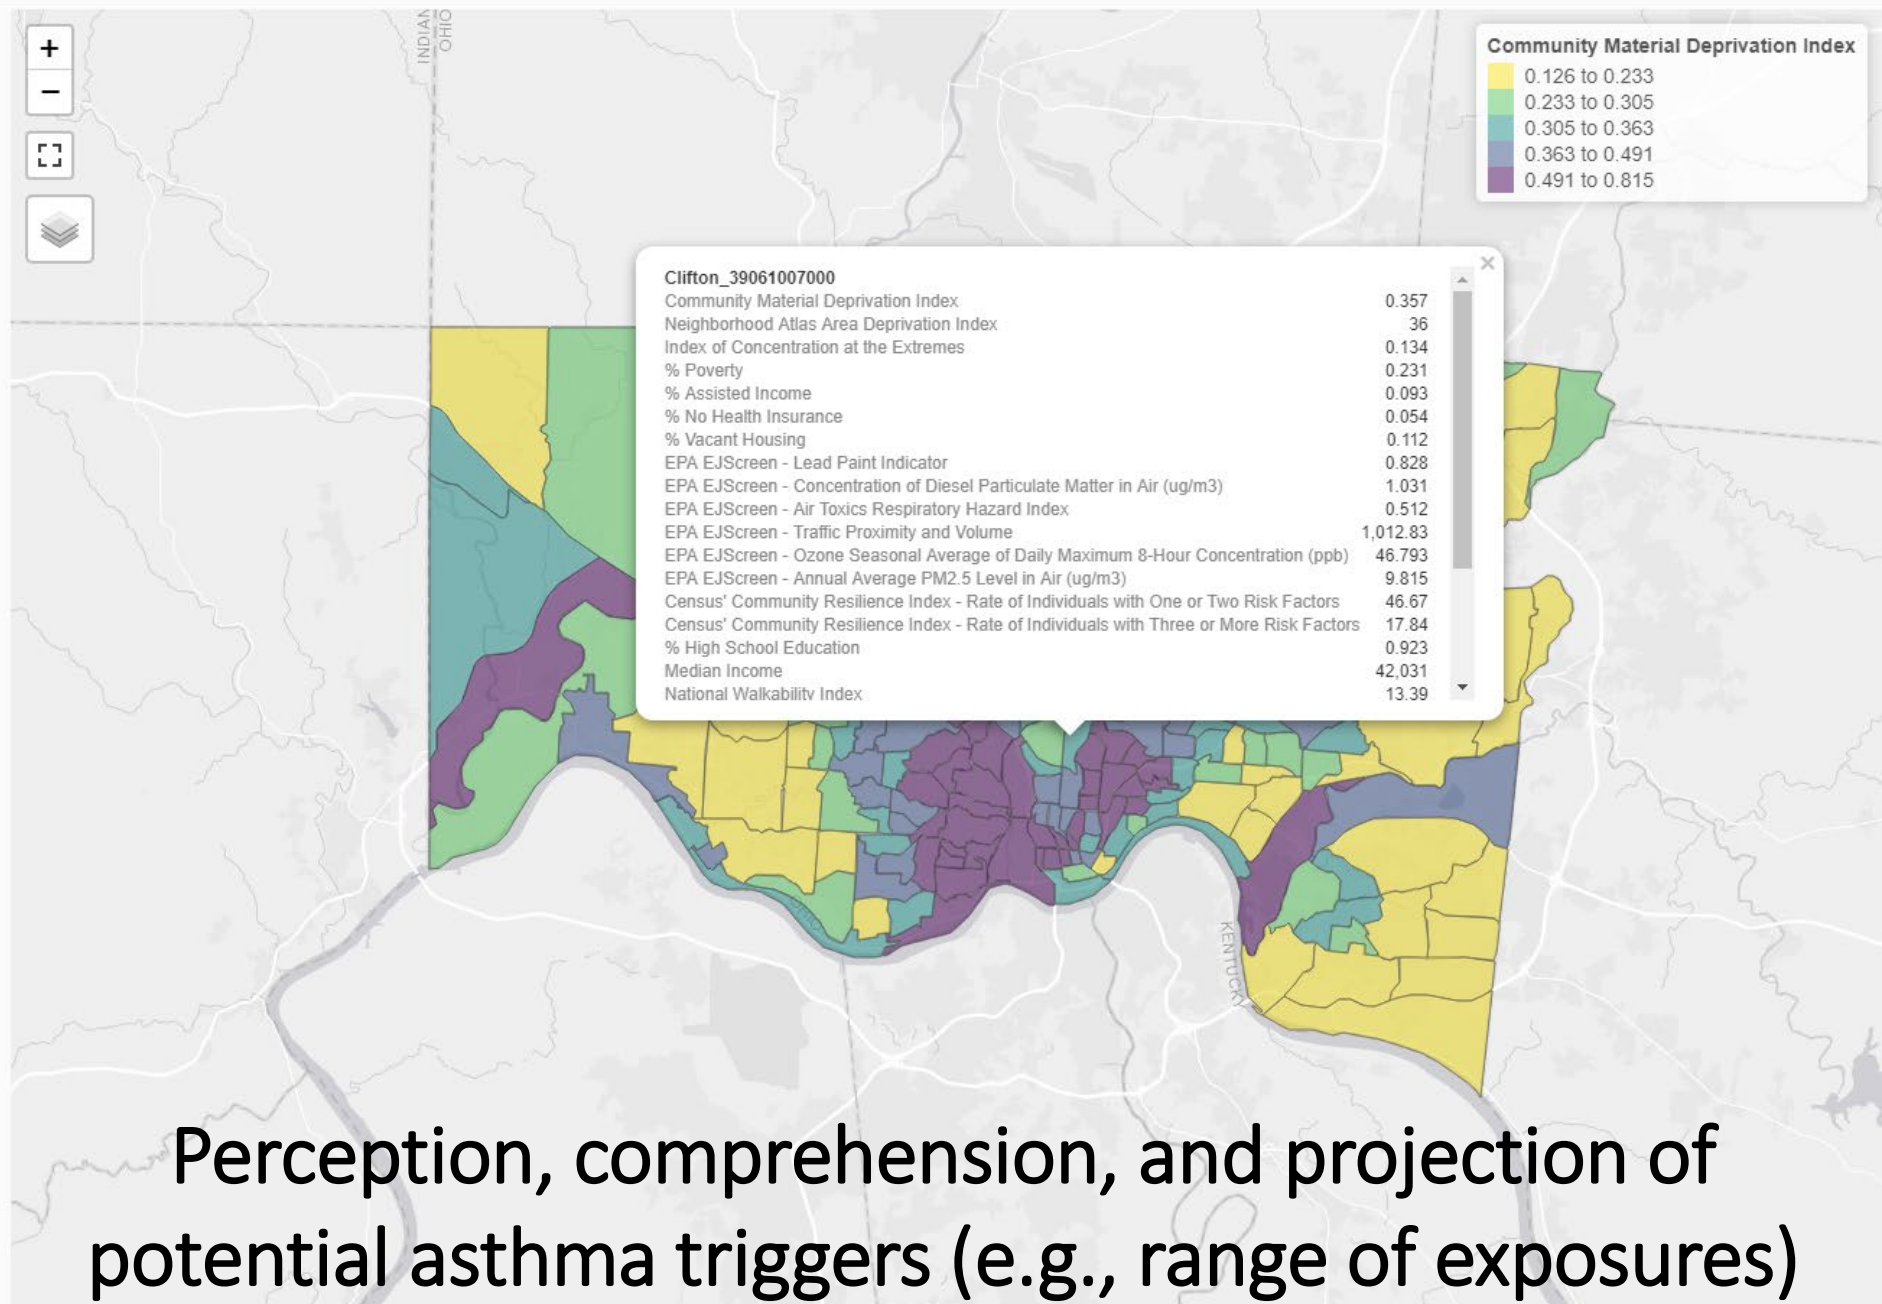 INDIAN
OHIO
+
−
Community Material Deprivation Index
0.126 to 0.233
0.233 to 0.305
0.305 to 0.363
0.363 to 0.491
0.491 to 0.815
×
Clifton_39061007000
Community Material Deprivation Index 0.357
Neighborhood Atlas Area Deprivation Index 36
Index of Concentration at the Extremes 0.134
% Poverty 0.231
% Assisted Income 0.093
% No Health Insurance 0.054
% Vacant Housing 0.112
EPA EJScreen - Lead Paint Indicator 0.828
EPA EJScreen - Concentration of Diesel Particulate Matter in Air (ug/m3) 1.031
EPA EJScreen - Air Toxics Respiratory Hazard Index 0.512
EPA EJScreen - Traffic Proximity and Volume 1,012.83
EPA EJScreen - Ozone Seasonal Average of Daily Maximum 8-Hour Concentration (ppb) 46.793
EPA EJScreen - Annual Average PM2.5 Level in Air (ug/m3) 9.815
Census' Community Resilience Index - Rate of Individuals with One or Two Risk Factors 46.67
Census' Community Resilience Index - Rate of Individuals with Three or More Risk Factors 17.84
% High School Education 0.923
Median Income 42,031
National Walkability Index 13.39
KENTUCKY
Perception, comprehension, and projection of
potential asthma triggers (e.g., range of exposures)